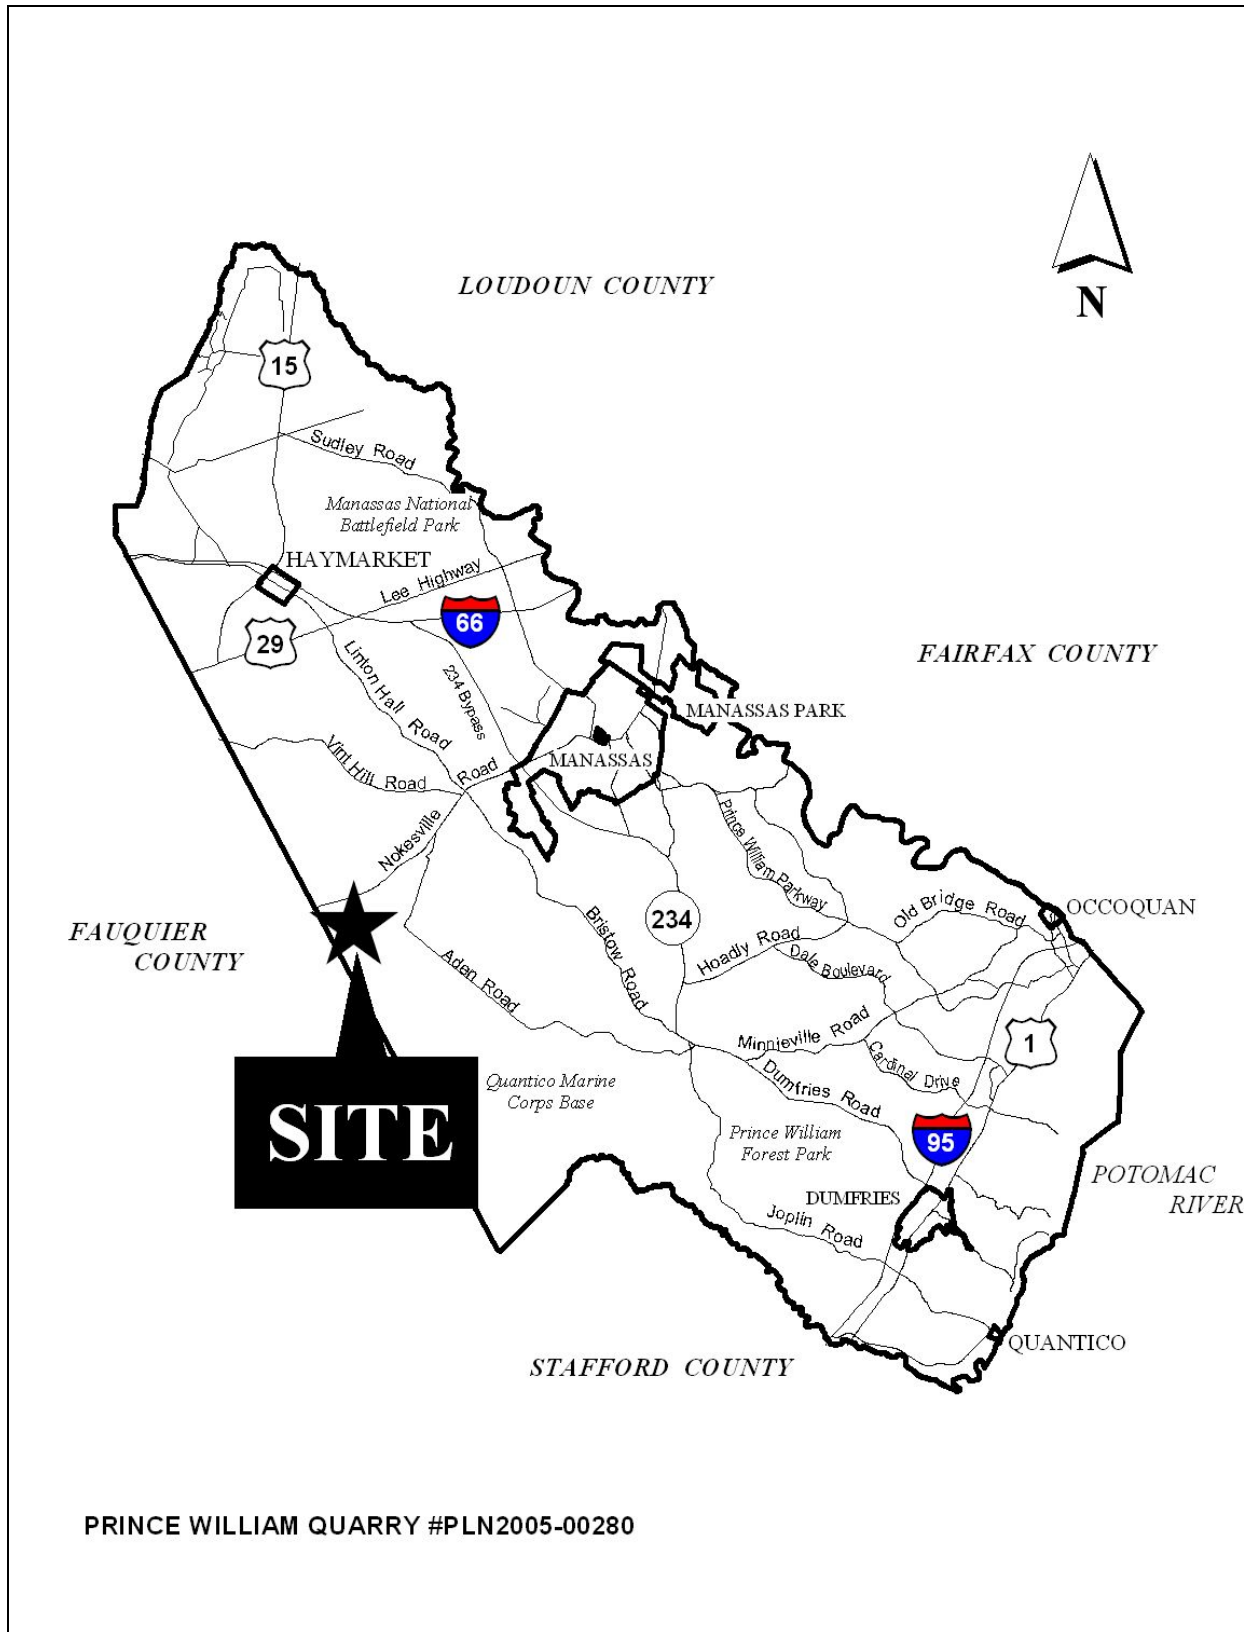 LOUDOUN COUNTY
N
15
Sudley Road
Manassas National
Battlefield Park
HAYMARKET
Lee Highway
66
29
FAIRFAX COUNTY
Linton Hall Road
234 Bypass
MANASSAS PARK
Vint Hill Road
Nokesville Road
MANASSAS
Prince William Parkway
234
Old Bridge Road
OCCOQUAN
FAUQUIER
COUNTY
Bristow Road
Hoadly Road
Dale Boulevard
Aden Road
Minnieville Road
1
Cardinal Drive
Quantico Marine
Corps Base
Dumfries Road
SITE
Prince William
Forest Park
95
POTOMAC
RIVER
DUMFRIES
Joplin Road
QUANTICO
STAFFORD COUNTY
PRINCE WILLIAM QUARRY #PLN2005-00280